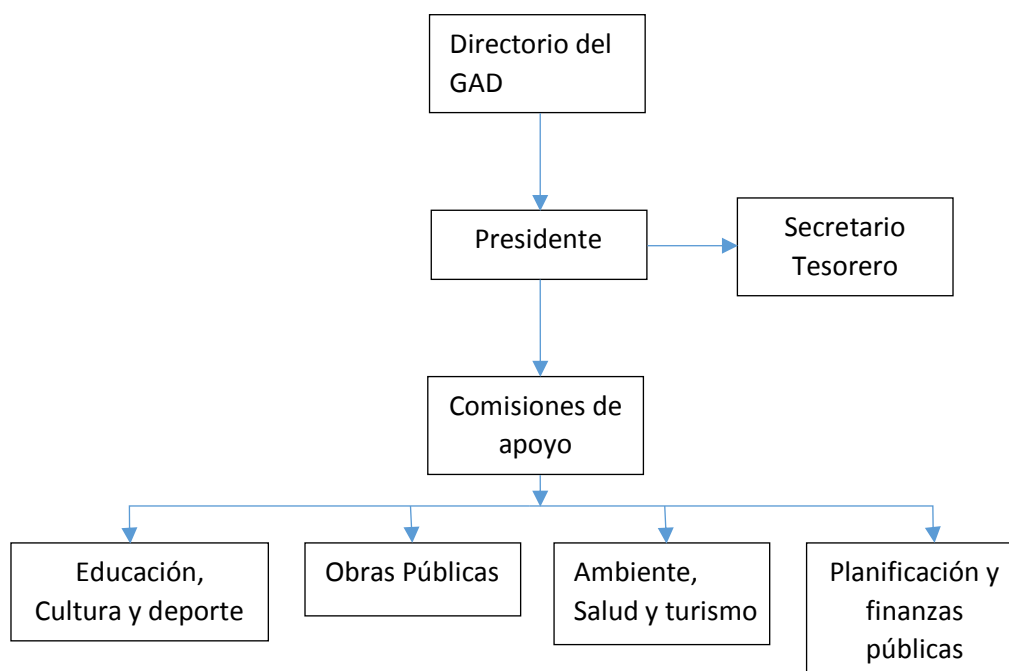 Directorio del
GAD
Presidente
Secretario
Tesorero
Comisiones de
apoyo
Educación,
Cultura y deporte
Obras Públicas
Ambiente,
Salud y turismo
Planificación y
finanzas
públicas